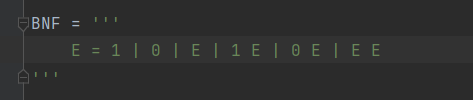 BNF = '''
E = 1 | 0 | E | 1 E | 0 E | E E
'''